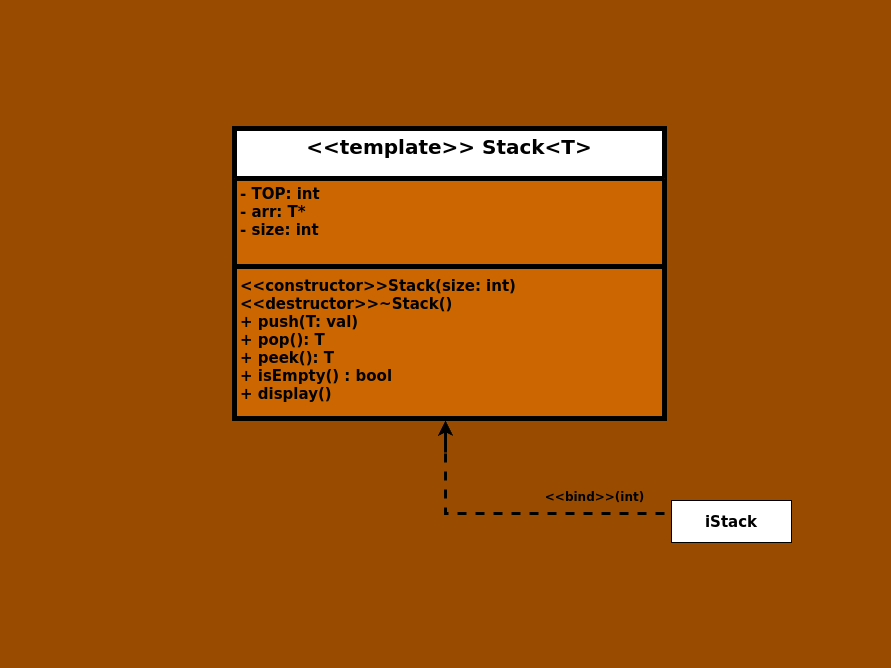 <<template>> Stack<T>
- TOP: int
- arr: T*
- size: int
<<constructor>>Stack(size: int)
<<destructor>>~Stack()
+ push(T: val)
+ pop(): T
+ peek(): T
+ isEmpty() : bool
+ display()
<<bind>>(int)
iStack